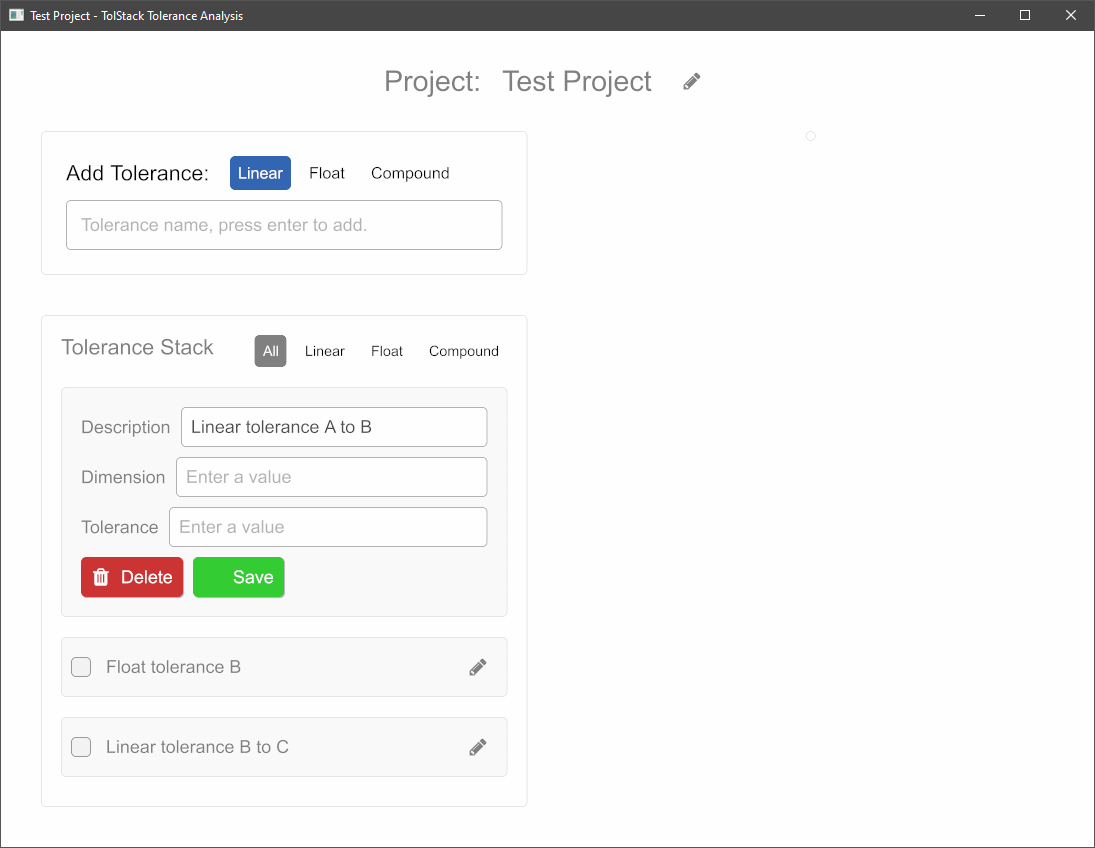 Test Project - TolStack Tolerance Analysis
Project: Test Project
Add Tolerance: Linear Float Compound
Tolerance name, press enter to add.
Tolerance Stack All Linear Float Compound
Description Linear tolerance A to B
Dimension Enter a value
Tolerance Enter a value
Delete Save
Float tolerance B
Linear tolerance B to C